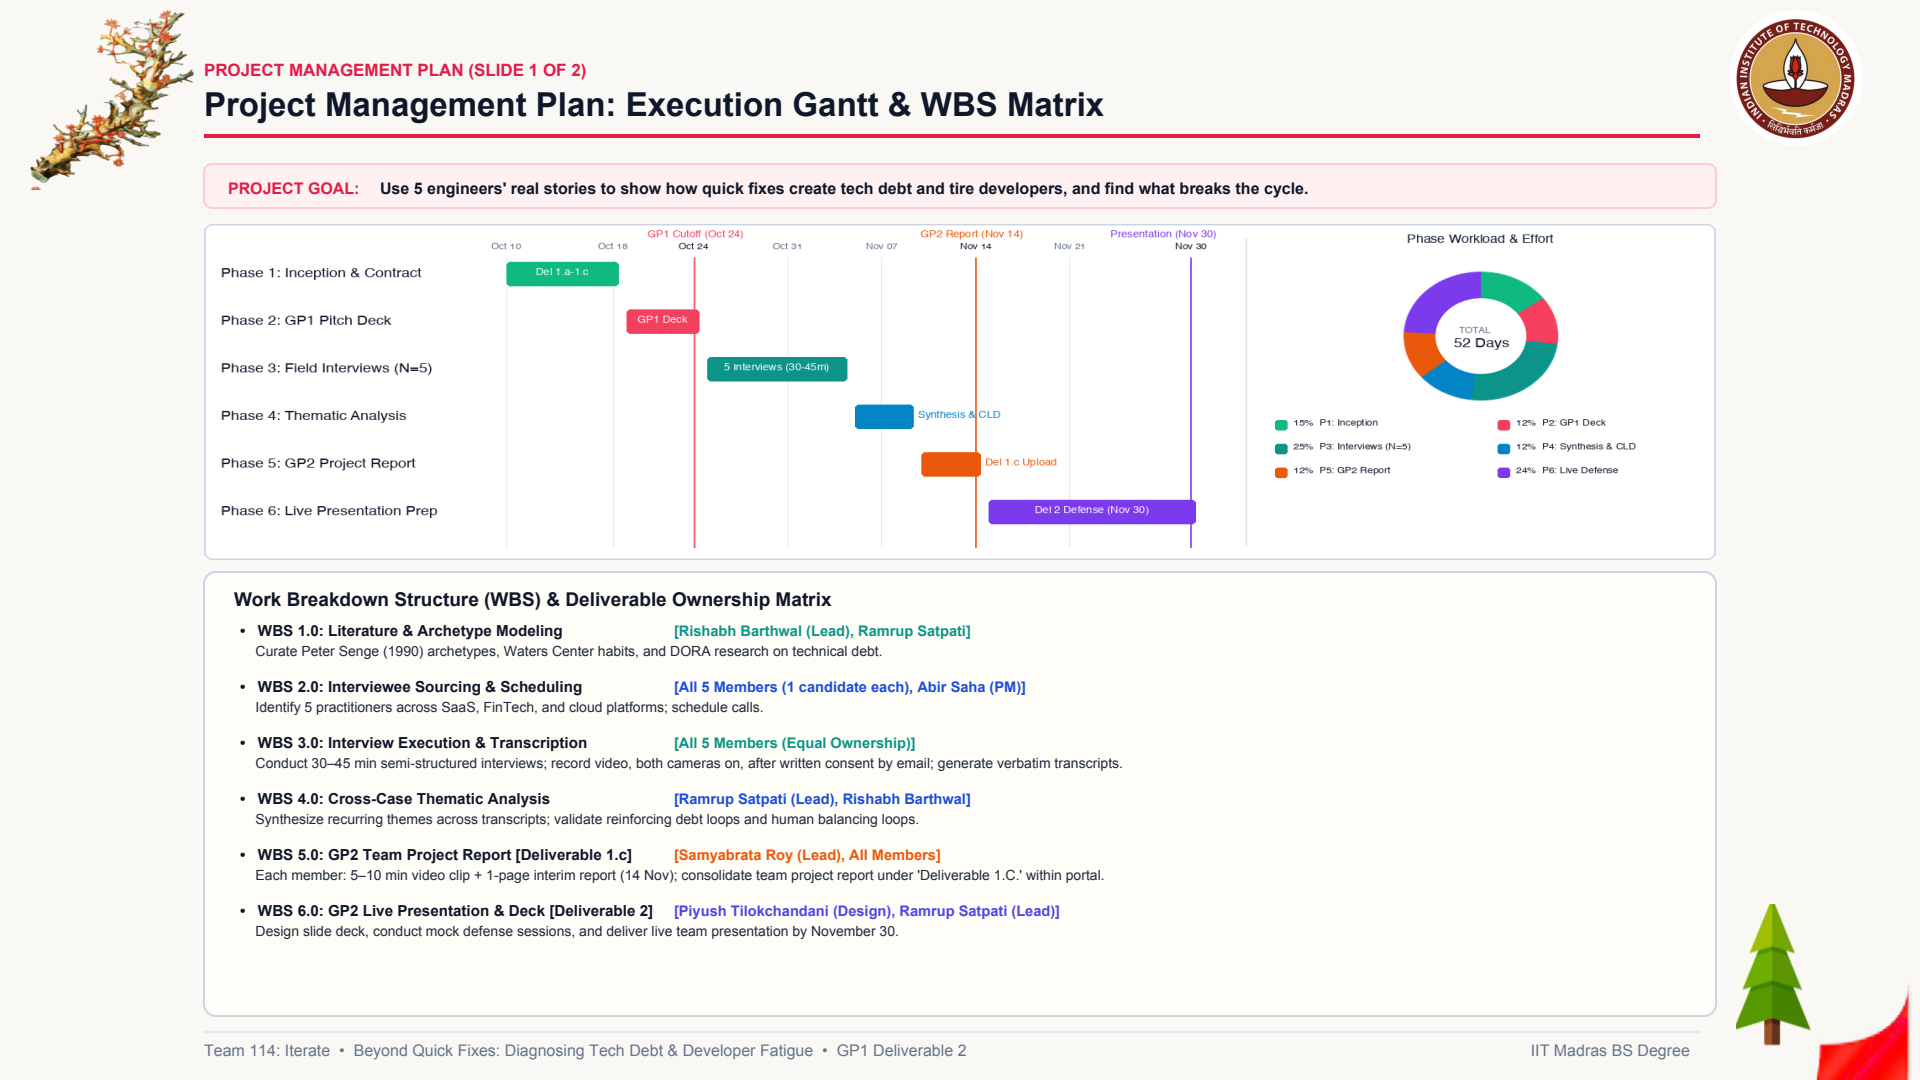 INDIAN INSTITUTE OF TECHNOLOGY MADRAS
सिद्धिर्भवति कर्मजा
PROJECT MANAGEMENT PLAN (SLIDE 1 OF 2)
Project Management Plan: Execution Gantt & WBS Matrix
PROJECT GOAL: Use 5 engineers' real stories to show how quick fixes create tech debt and tire developers, and find what breaks the cycle.
GP1 Cutoff (Oct 24) GP2 Report (Nov 14) Presentation (Nov 30)
Oct 10 Oct 18 Oct 24 Oct 31 Nov 07 Nov 14 Nov 21 Nov 30
Phase 1: Inception & Contract Del 1.a-1.c
Phase 2: GP1 Pitch Deck GP1 Deck
Phase 3: Field Interviews (N=5) 5 Interviews (30-45m)
Phase 4: Thematic Analysis Synthesis & CLD
Phase 5: GP2 Project Report Del 1.c Upload
Phase 6: Live Presentation Prep Del 2 Defense (Nov 30)
Phase Workload & Effort
TOTAL
52 Days
15% P1: Inception 12% P2: GP1 Deck
25% P3: Interviews (N=5) 12% P4: Synthesis & CLD
12% P5: GP2 Report 24% P6: Live Defense
Work Breakdown Structure (WBS) & Deliverable Ownership Matrix
• WBS 1.0: Literature & Archetype Modeling [Rishabh Barthwal (Lead), Ramrup Satpati]
Curate Peter Senge (1990) archetypes, Waters Center habits, and DORA research on technical debt.
• WBS 2.0: Interviewee Sourcing & Scheduling [All 5 Members (1 candidate each), Abir Saha (PM)]
Identify 5 practitioners across SaaS, FinTech, and cloud platforms; schedule calls.
• WBS 3.0: Interview Execution & Transcription [All 5 Members (Equal Ownership)]
Conduct 30–45 min semi-structured interviews; record video, both cameras on, after written consent by email; generate verbatim transcripts.
• WBS 4.0: Cross-Case Thematic Analysis [Ramrup Satpati (Lead), Rishabh Barthwal]
Synthesize recurring themes across transcripts; validate reinforcing debt loops and human balancing loops.
• WBS 5.0: GP2 Team Project Report [Deliverable 1.c] [Samyabrata Roy (Lead), All Members]
Each member: 5–10 min video clip + 1-page interim report (14 Nov); consolidate team project report under 'Deliverable 1.C.' within portal.
• WBS 6.0: GP2 Live Presentation & Deck [Deliverable 2] [Piyush Tilokchandani (Design), Ramrup Satpati (Lead)]
Design slide deck, conduct mock defense sessions, and deliver live team presentation by November 30.
Team 114: Iterate • Beyond Quick Fixes: Diagnosing Tech Debt & Developer Fatigue • GP1 Deliverable 2
IIT Madras BS Degree